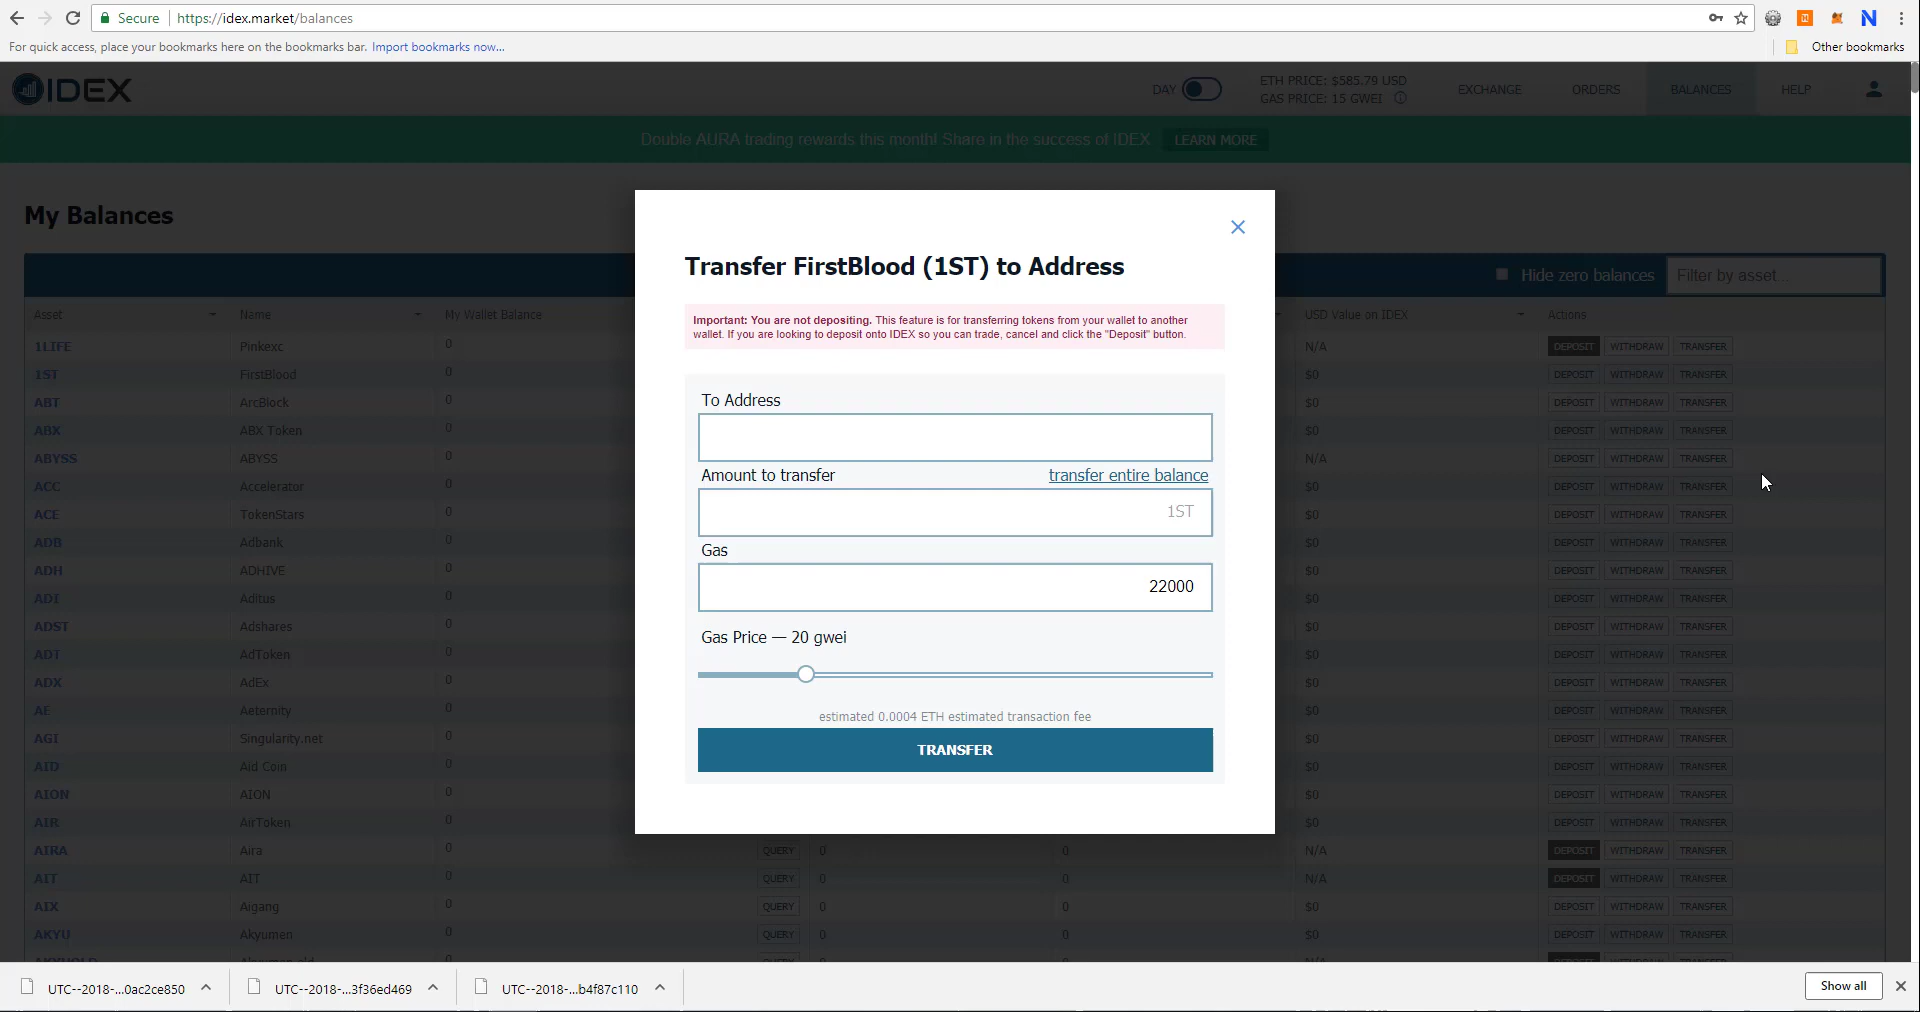 Secure https://idex.market/balances
For quick access, place your bookmarks here on the bookmarks bar. Import bookmarks now... Other bookmarks
IDEX DAY ETH PRICE: $585.79 USD EXCHANGE ORDERS BALANCES HELP
GAS PRICE: 15 GWEI
Double AURA trading rewards this month! Share in the success of IDEX LEARN MORE
My Balances
Hide zero balances Filter by asset...
Asset Name My Wallet Balance USD Value on IDEX Actions
1LIFE Pinkexc 0 N/A DEPOSIT WITHDRAW TRANSFER
1ST FirstBlood 0 $0 DEPOSIT WITHDRAW TRANSFER
ABT ArcBlock 0 $0 DEPOSIT WITHDRAW TRANSFER
ABX ABX Token 0 $0 DEPOSIT WITHDRAW TRANSFER
ABYSS ABYSS 0 N/A DEPOSIT WITHDRAW TRANSFER
ACC Accelerator 0 $0 DEPOSIT WITHDRAW TRANSFER
ACE TokenStars 0 $0 DEPOSIT WITHDRAW TRANSFER
ADB Adbank 0 $0 DEPOSIT WITHDRAW TRANSFER
ADH ADHIVE 0 $0 DEPOSIT WITHDRAW TRANSFER
ADI Aditus 0 $0 DEPOSIT WITHDRAW TRANSFER
ADST Adshares 0 $0 DEPOSIT WITHDRAW TRANSFER
ADT AdToken 0 $0 DEPOSIT WITHDRAW TRANSFER
ADX AdEx 0 $0 DEPOSIT WITHDRAW TRANSFER
AE Aeternity 0 $0 DEPOSIT WITHDRAW TRANSFER
AGI Singularity.net 0 $0 DEPOSIT WITHDRAW TRANSFER
AID Aid Coin 0 $0 DEPOSIT WITHDRAW TRANSFER
AION AION 0 $0 DEPOSIT WITHDRAW TRANSFER
AIR AirToken 0 $0 DEPOSIT WITHDRAW TRANSFER
AIRA Aira 0 QUERY 0 0 N/A DEPOSIT WITHDRAW TRANSFER
AIT AIT 0 QUERY 0 0 N/A DEPOSIT WITHDRAW TRANSFER
AIX Aigang 0 QUERY 0 0 $0 DEPOSIT WITHDRAW TRANSFER
AKYU Akyumen 0 QUERY 0 0 $0 DEPOSIT WITHDRAW TRANSFER
Transfer FirstBlood (1ST) to Address
Important: You are not depositing. This feature is for transferring tokens from your wallet to another
wallet. If you are looking to deposit onto IDEX so you can trade, cancel and click the "Deposit" button.
To Address
Amount to transfer transfer entire balance
1ST
Gas
22000
Gas Price — 20 gwei
estimated 0.0004 ETH estimated transaction fee
TRANSFER
UTC--2018-...0ac2ce850 UTC--2018-...3f36ed469 UTC--2018-...b4f87c110 Show all